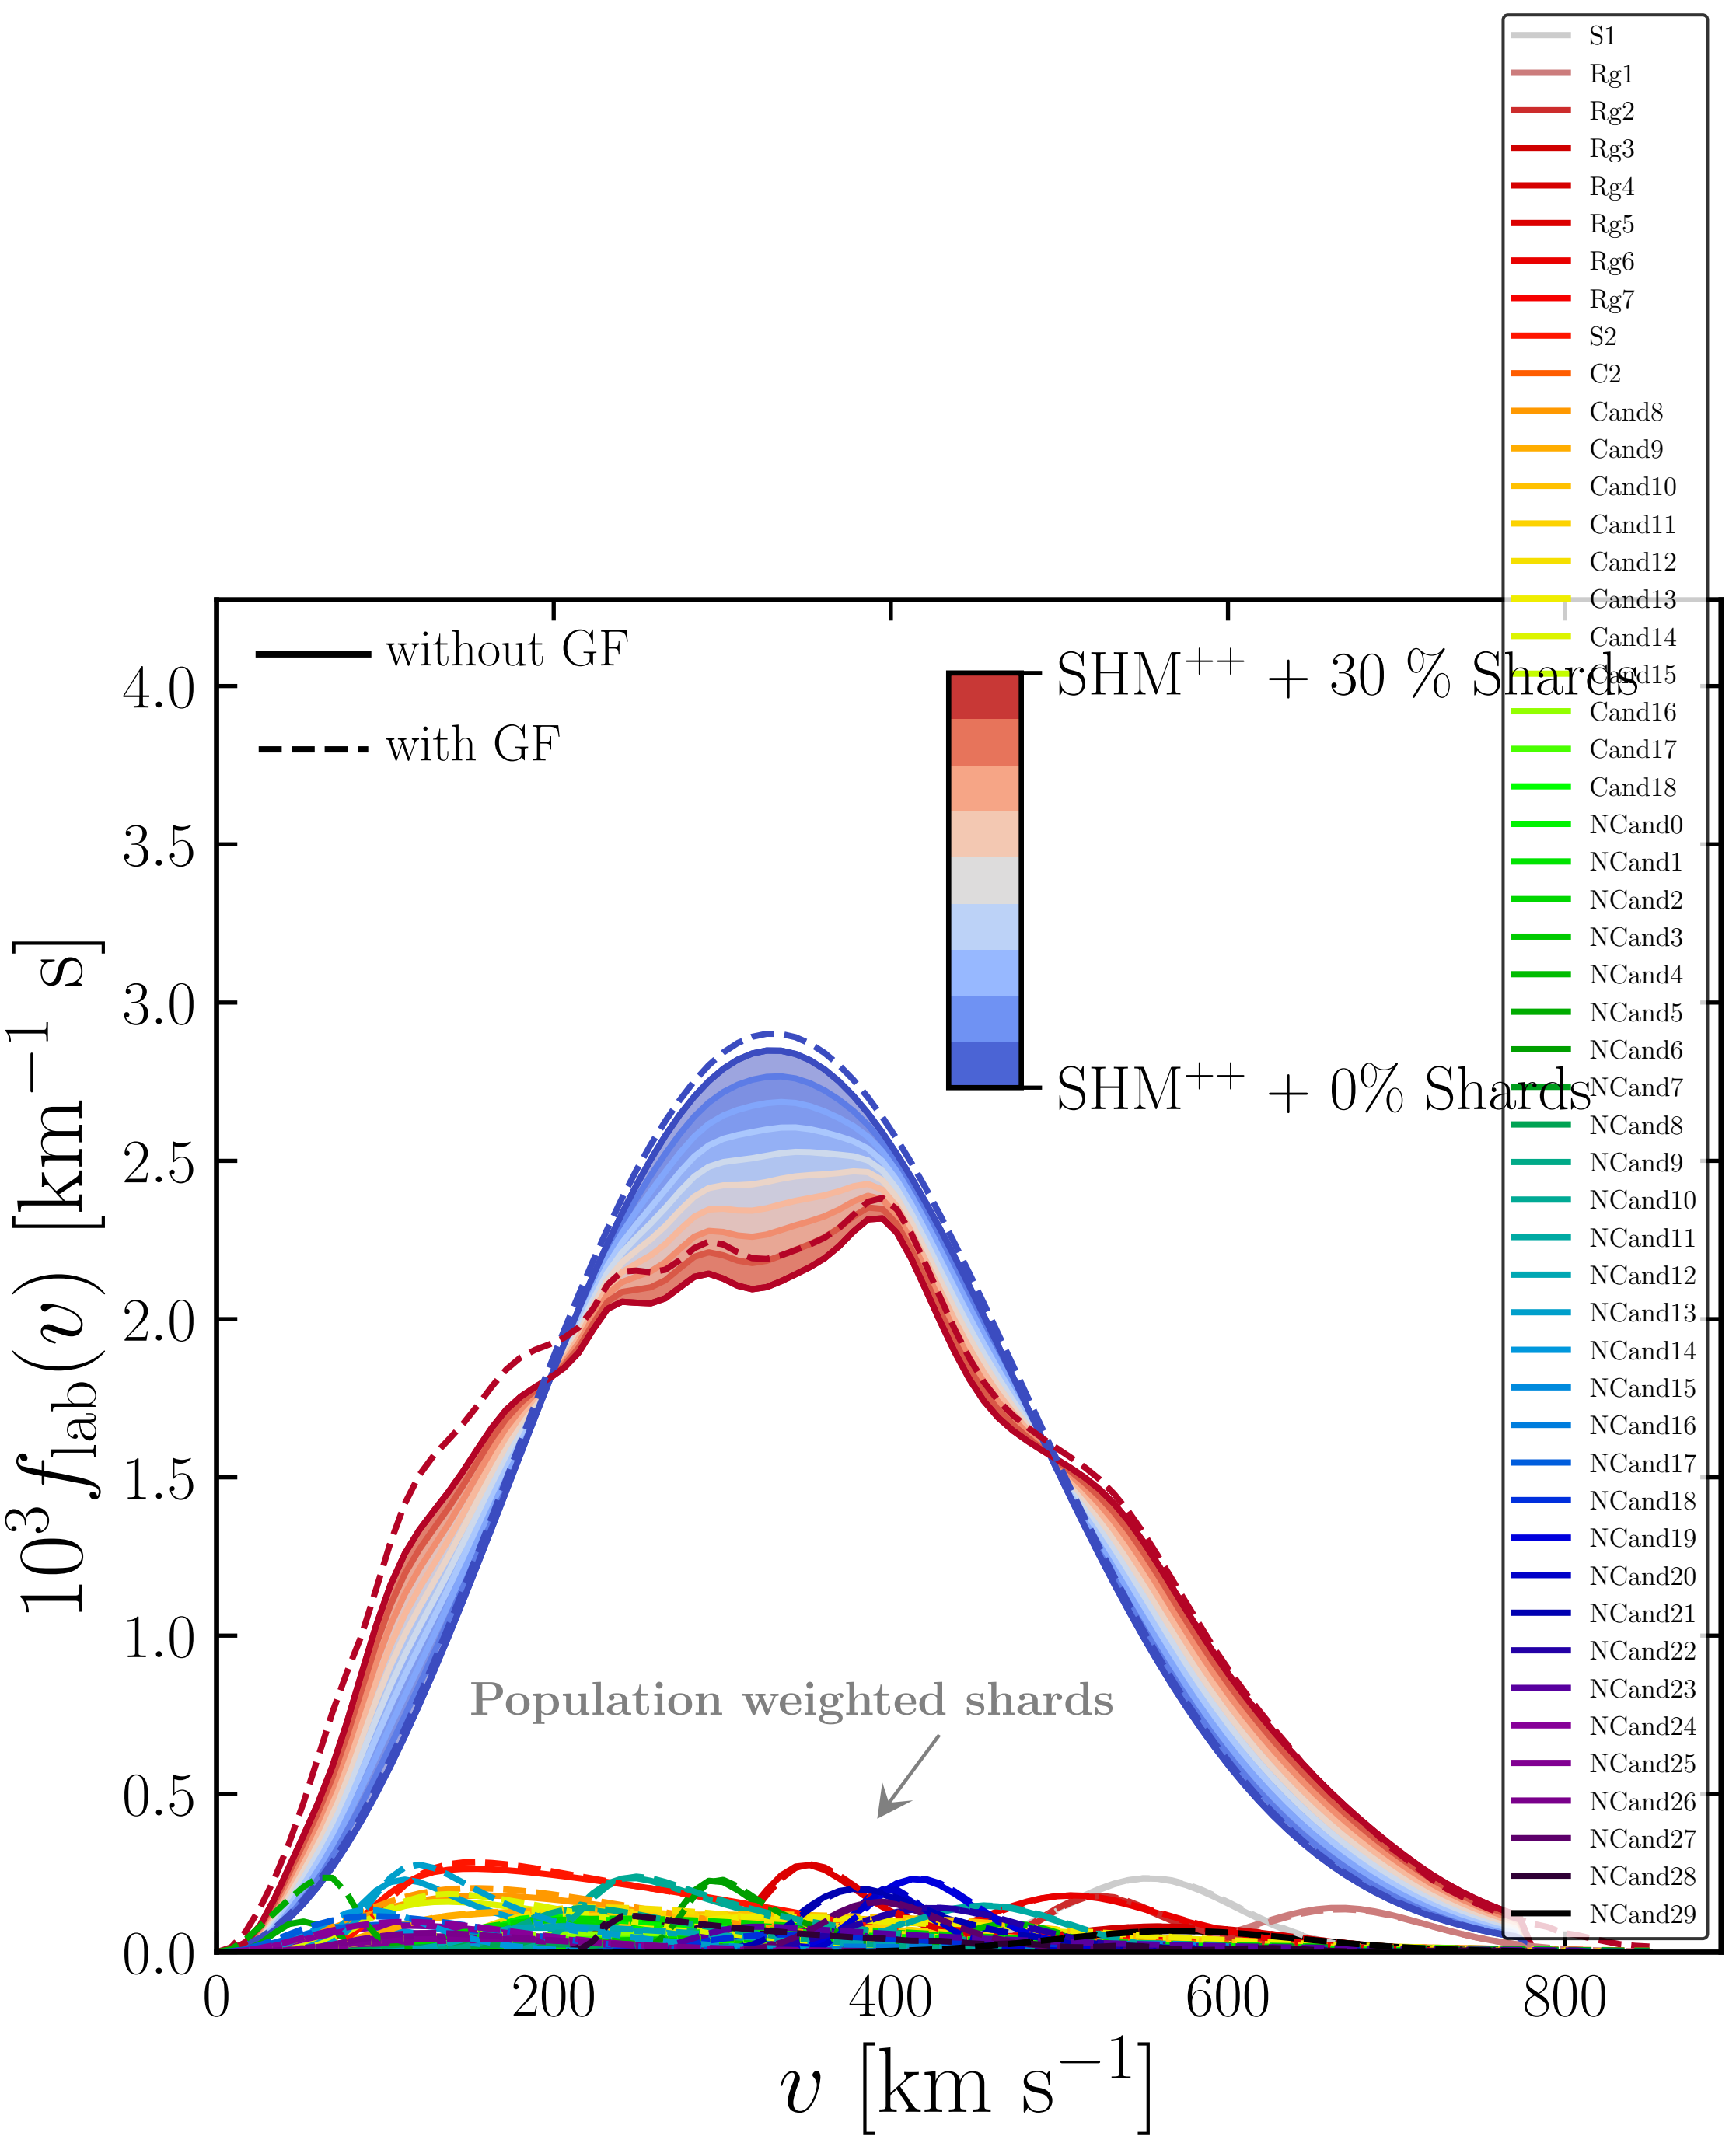 S1
Rg1
Rg2
Rg3
Rg4
Rg5
Rg6
Rg7
S2
C2
Cand8
Cand9
Cand10
Cand11
Cand12
Cand13
Cand14
Cand15
Cand16
Cand17
Cand18
NCand0
NCand1
NCand2
NCand3
NCand4
NCand5
NCand6
NCand7
NCand8
NCand9
NCand10
NCand11
NCand12
NCand13
NCand14
NCand15
NCand16
NCand17
NCand18
NCand19
NCand20
NCand21
NCand22
NCand23
NCand24
NCand25
NCand26
NCand27
NCand28
NCand29
without GF
with GF
SHM⁺⁺ + 30 % Shards
SHM⁺⁺ + 0% Shards
Population weighted shards
10³ f_lab(v) [km⁻¹ s]
4.0
3.5
3.0
2.5
2.0
1.5
1.0
0.5
0.0
0 200 400 600 800
v [km s⁻¹]